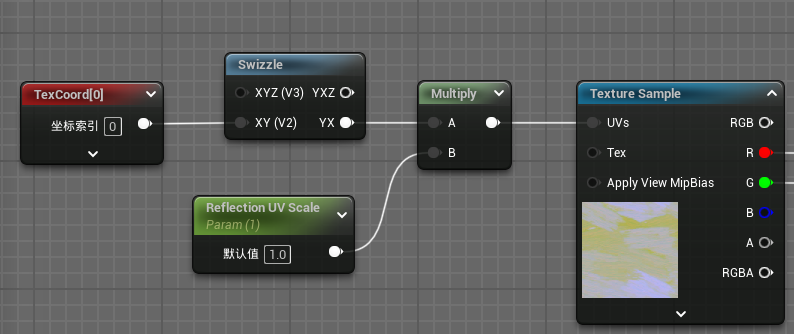 TexCoord[0]
坐标索引 0
Swizzle
XYZ (V3) YXZ
XY (V2) YX
Reflection UV Scale
Param (1)
默认值 1.0
Multiply
A
B
Texture Sample
UVs RGB
Tex R
Apply View MipBias G
B
A
RGBA